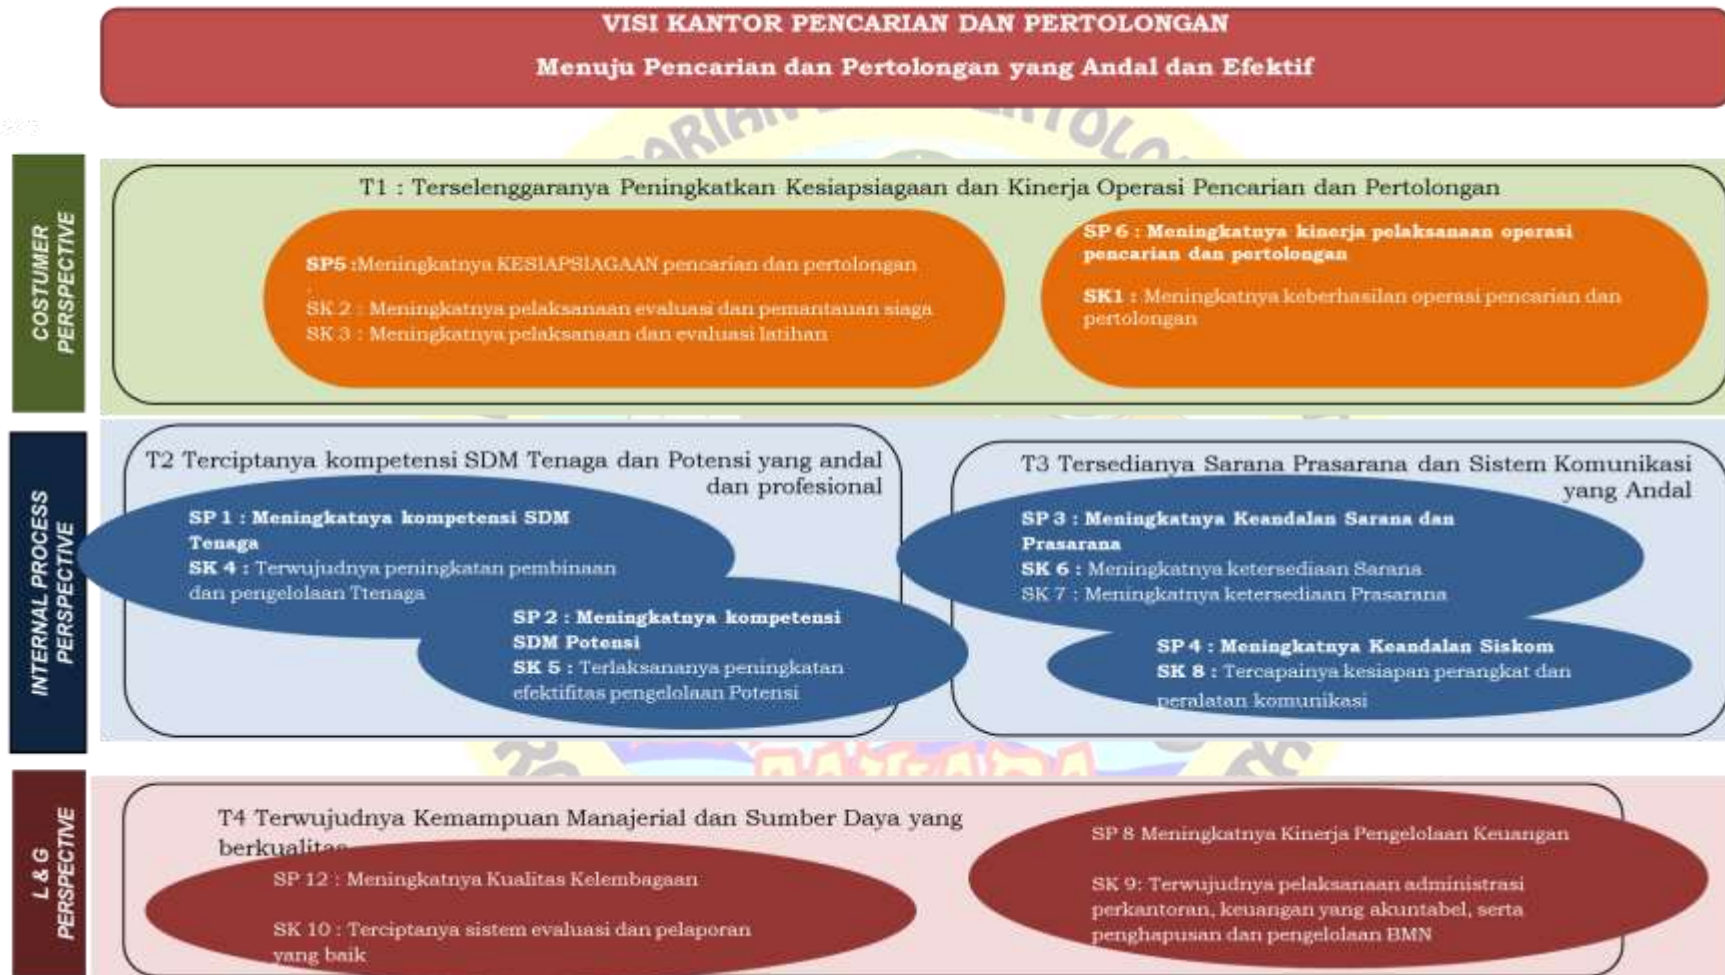 VISI KANTOR PENCARIAN DAN PERTOLONGAN
Menuju Pencarian dan Pertolongan yang Andal dan Efektif
COSTUMER
PERSPECTIVE
T1 : Terselenggaranya Peningkatkan Kesiapsiagaan dan Kinerja Operasi Pencarian dan Pertolongan
SP5 :Meningkatnya KESIAPSIAGAAN pencarian dan pertolongan
.
SK 2 : Meningkatnya pelaksanaan evaluasi dan pemantauan siaga
SK 3 : Meningkatnya pelaksanaan dan evaluasi latihan
SP 6 : Meningkatnya kinerja pelaksanaan operasi
pencarian dan pertolongan
SK1 : Meningkatnya keberhasilan operasi pencarian dan
pertolongan
INTERNAL PROCESS
PERSPECTIVE
T2 Terciptanya kompetensi SDM Tenaga dan Potensi yang andal
dan profesional
SP 1 : Meningkatnya kompetensi SDM
Tenaga
SK 4 : Terwujudnya peningkatan pembinaan
dan pengelolaan Ttenaga
SP 2 : Meningkatnya kompetensi
SDM Potensi
SK 5 : Terlaksananya peningkatan
efektifitas pengelolaan Potensi
T3 Tersedianya Sarana Prasarana dan Sistem Komunikasi
yang Andal
SP 3 : Meningkatnya Keandalan Sarana dan
Prasarana
SK 6 : Meningkatnya ketersediaan Sarana
SK 7 : Meningkatnya ketersediaan Prasarana
SP 4 : Meningkatnya Keandalan Siskom
SK 8 : Tercapainya kesiapan perangkat dan
peralatan komunikasi
L & G
PERSPECTIVE
T4 Terwujudnya Kemampuan Manajerial dan Sumber Daya yang
berkualitas
SP 12 : Meningkatnya Kualitas Kelembagaan
SK 10 : Terciptanya sistem evaluasi dan pelaporan
yang baik
SP 8 Meningkatnya Kinerja Pengelolaan Keuangan
SK 9: Terwujudnya pelaksanaan administrasi
perkantoran, keuangan yang akuntabel, serta
penghapusan dan pengelolaan BMN